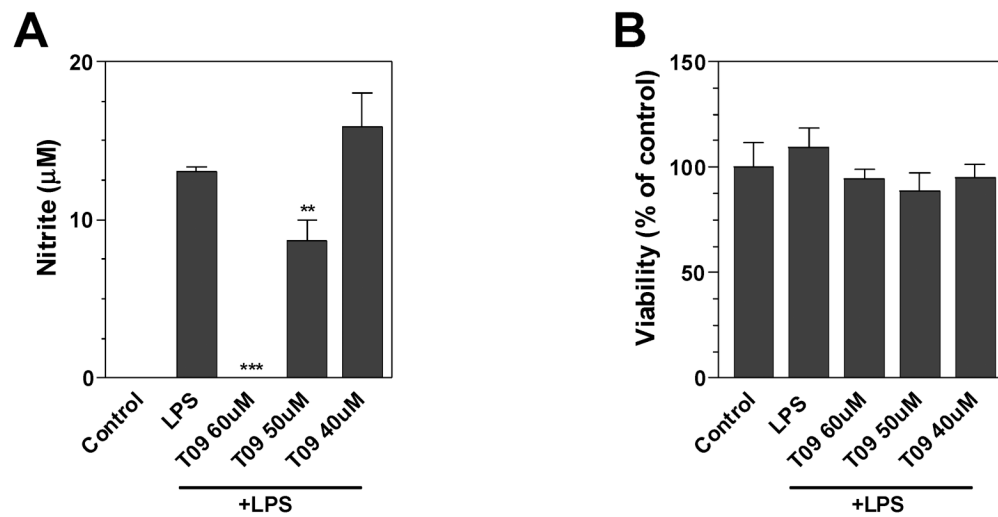 A
Nitrite (μM)
20
10
0
**
***
Control
LPS
T09 60uM
T09 50uM
T09 40uM
+LPS
B
Viability (% of control)
150
100
50
0
Control
LPS
T09 60uM
T09 50uM
T09 40uM
+LPS